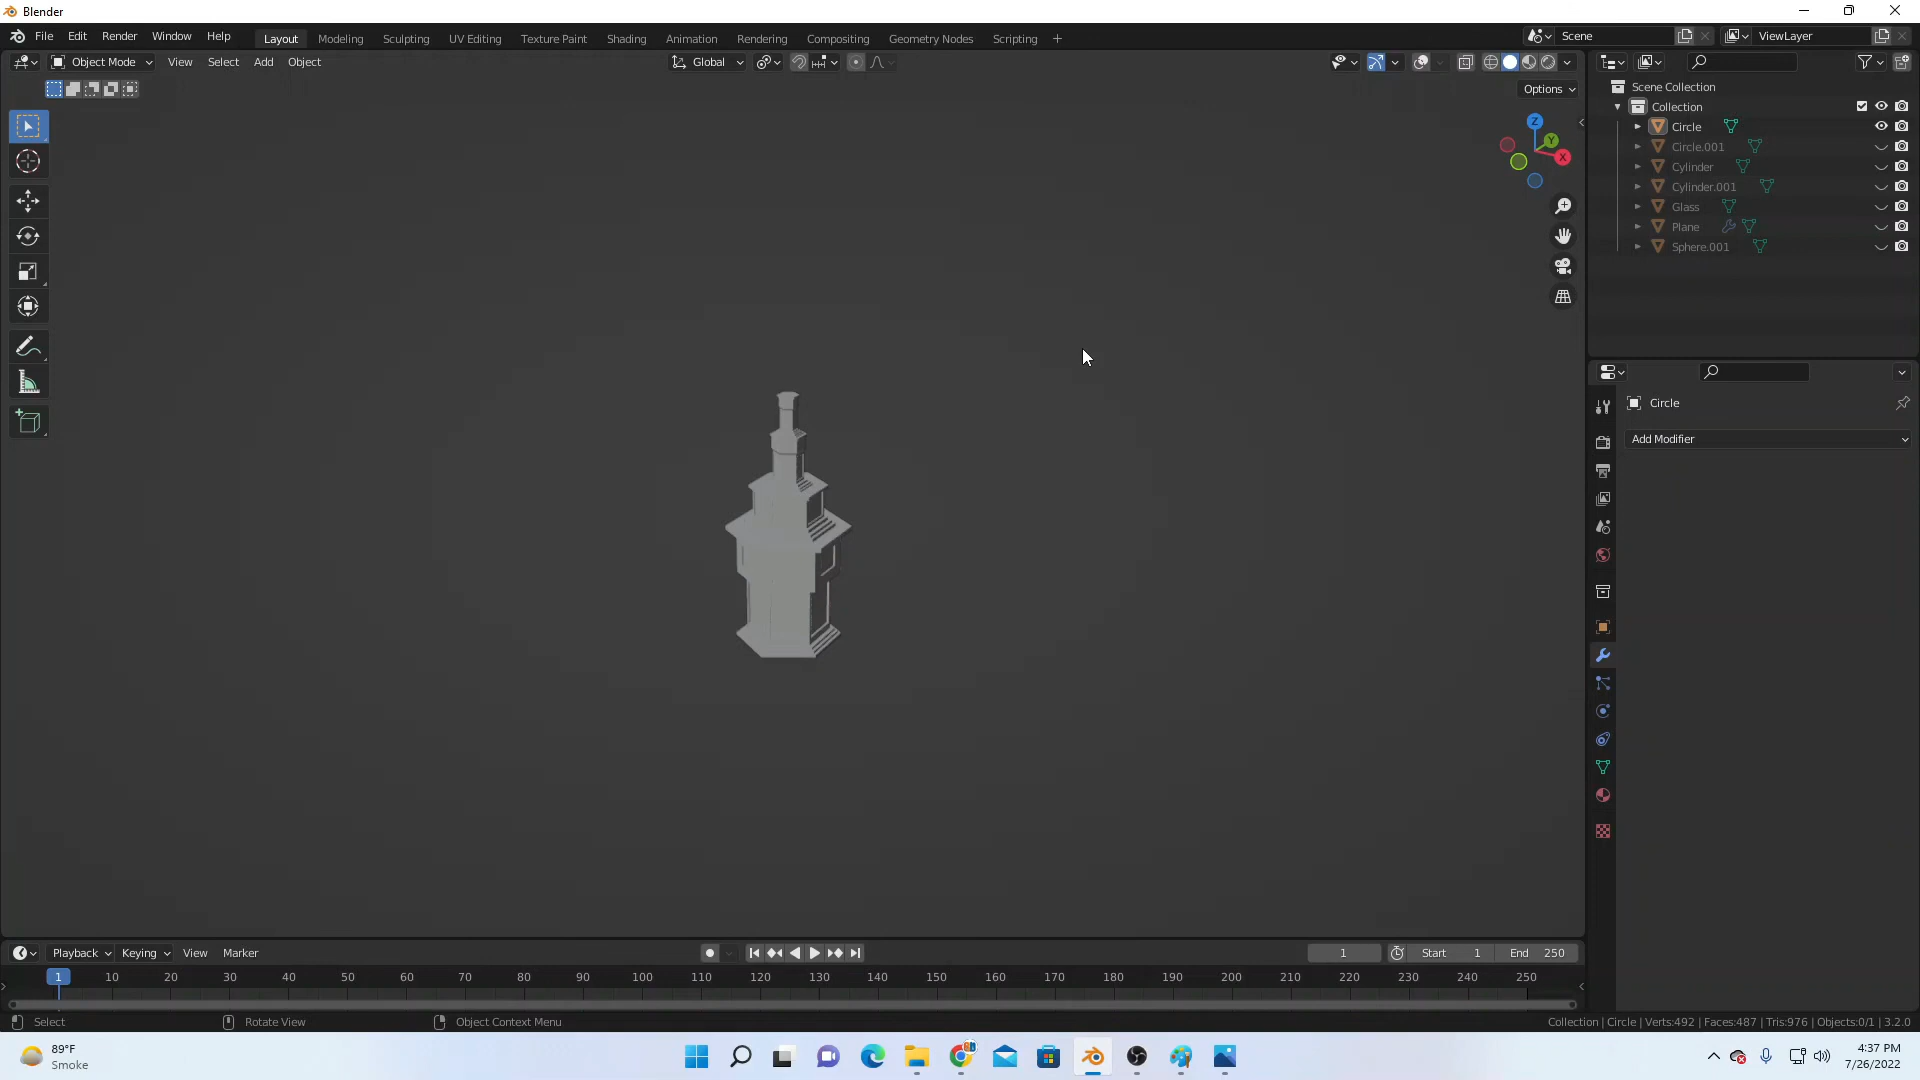 Blender
File Edit Render Window Help
Layout Modeling Sculpting UV Editing Texture Paint Shading Animation Rendering Compositing Geometry Nodes Scripting +
Scene
ViewLayer
Object Mode View Select Add Object
Global
Options
Z
Y
X
Scene Collection
Collection
Circle
Circle.001
Cylinder
Cylinder.001
Glass
Plane
Sphere.001
Circle
Add Modifier
Playback Keying View Marker
1
Start 1
End 250
1 10 20 30 40 50 60 70 80 90 100 110 120 130 140 150 160 170 180 190 200 210 220 230 240 250
Select
Rotate View
Object Context Menu
Collection | Circle | Verts:492 | Faces:487 | Tris:976 | Objects:0/1 | 3.2.0
89°F
Smoke
4:37 PM
7/26/2022